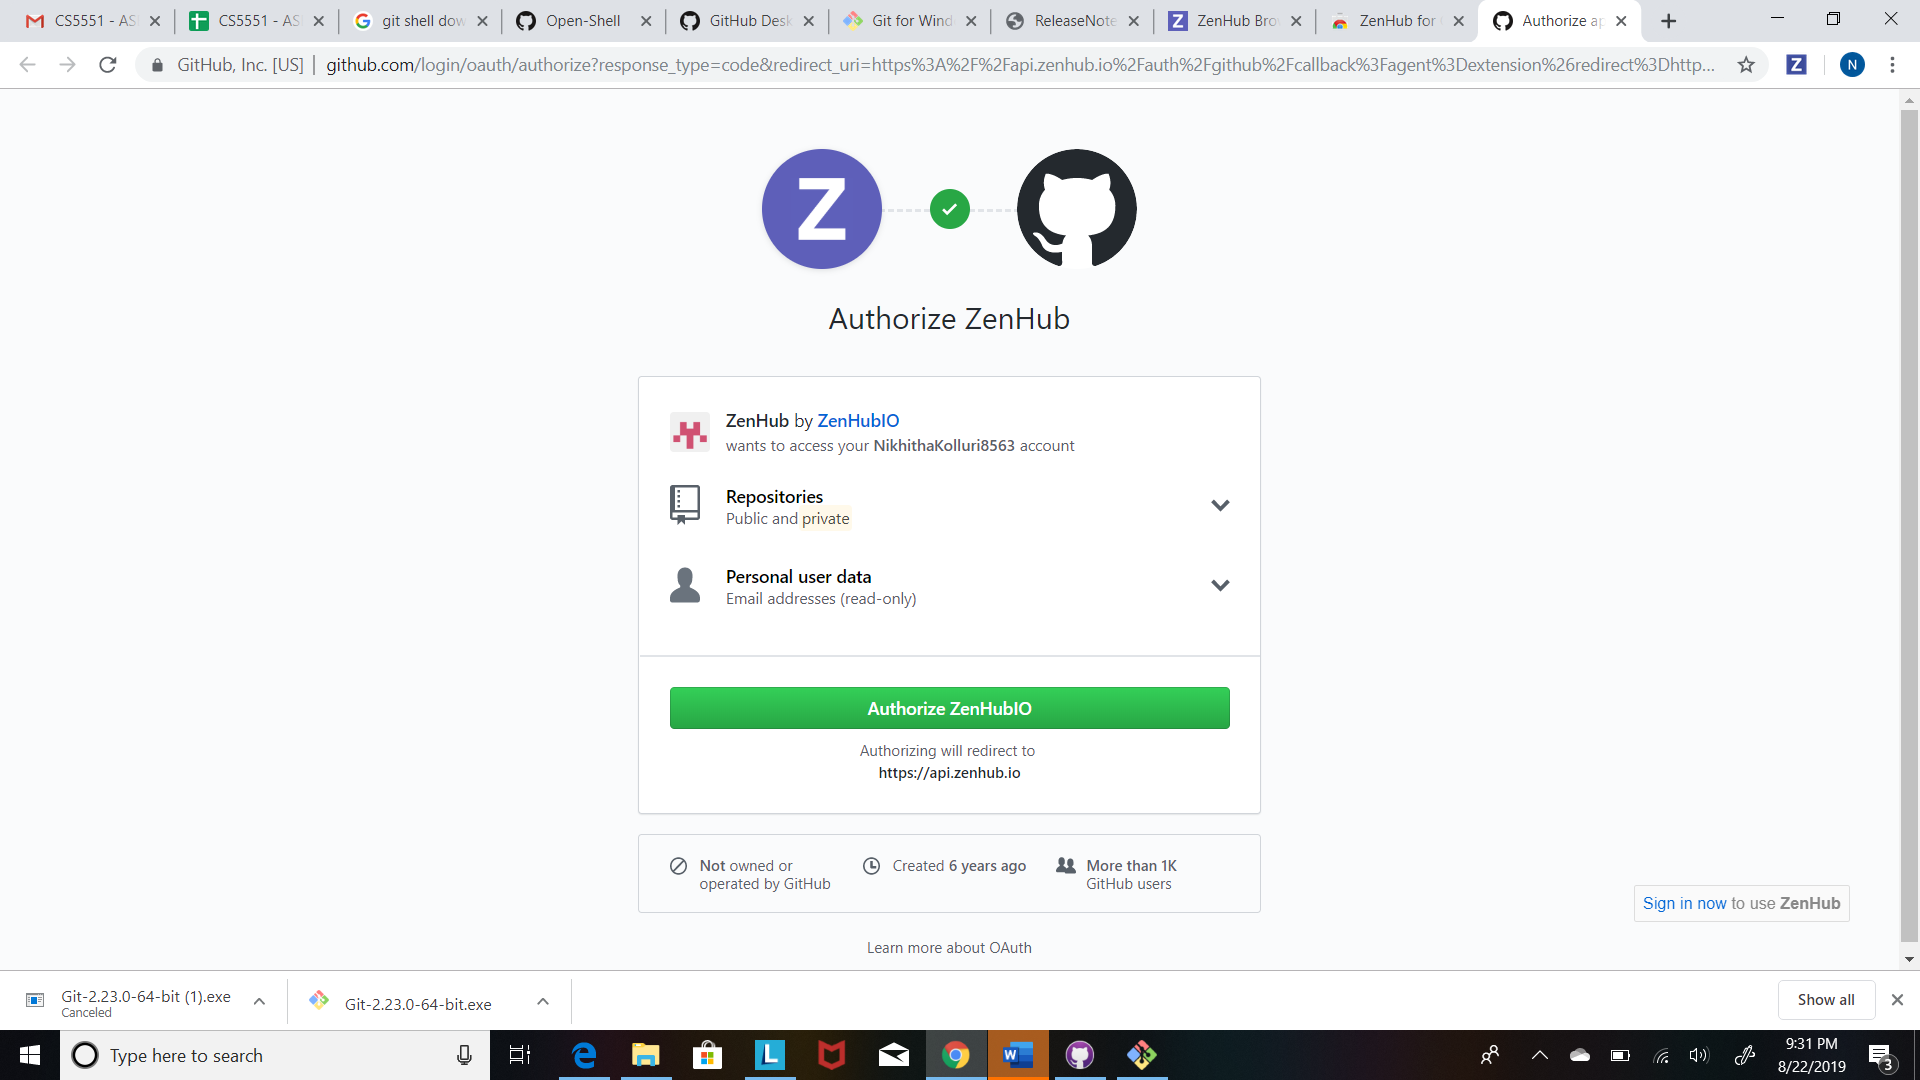 CS5551 - AS
CS5551 - AS
git shell dow
Open-Shell
GitHub Desk
Git for Wind
ReleaseNote
ZenHub Bro
ZenHub for
Authorize ap
GitHub, Inc. [US]
github.com/login/oauth/authorize?response_type=code&redirect_uri=https%3A%2F%2Fapi.zenhub.io%2Fauth%2Fgithub%2Fcallback%3Fagent%3Dextension%26redirect%3Dhttp...
Z
N
Z
Authorize ZenHub
ZenHub by ZenHubIO
wants to access your NikhithaKolluri8563 account
Repositories
Public and private
Personal user data
Email addresses (read-only)
Authorize ZenHubIO
Authorizing will redirect to
https://api.zenhub.io
Not owned or
operated by GitHub
Created 6 years ago
More than 1K
GitHub users
Sign in now to use ZenHub
Learn more about OAuth
Git-2.23.0-64-bit (1).exe
Canceled
Git-2.23.0-64-bit.exe
Show all
Type here to search
9:31 PM
8/22/2019
3